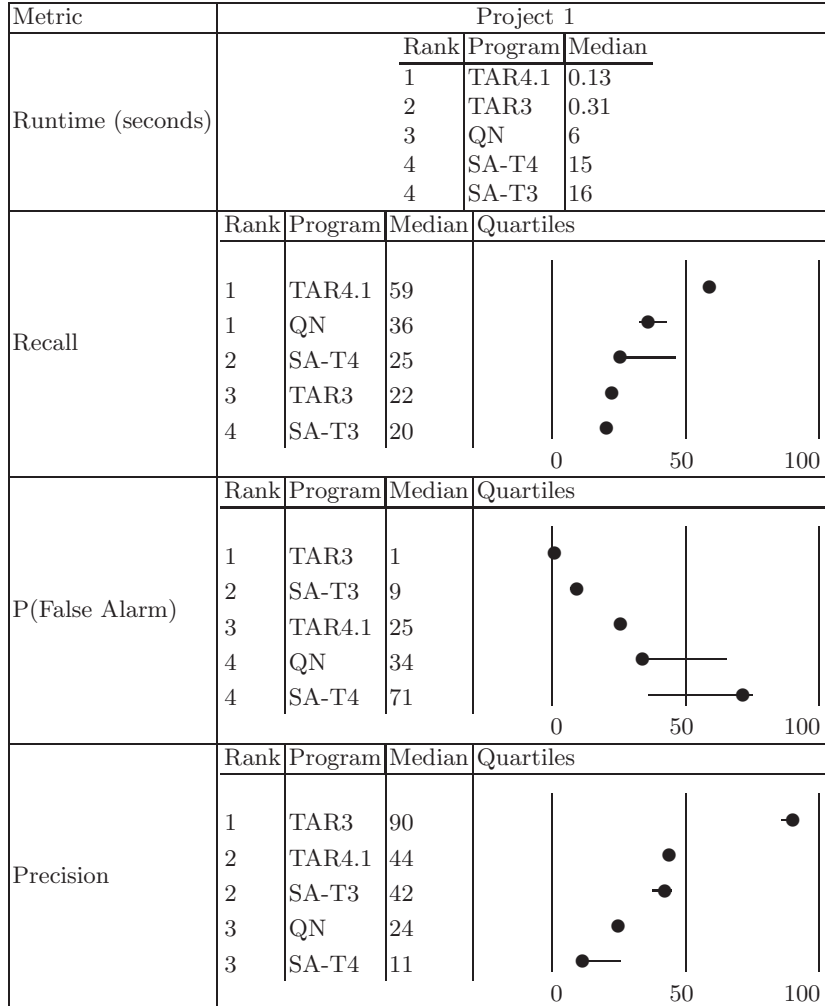 Metric Project 1
Runtime (seconds)
Rank Program Median
1 TAR4.1 0.13
2 TAR3 0.31
3 QN 6
4 SA-T4 15
4 SA-T3 16
Recall
Rank Program Median Quartiles
1 TAR4.1 59
1 QN 36
2 SA-T4 25
3 TAR3 22
4 SA-T3 20
0 50 100
P(False Alarm)
Rank Program Median Quartiles
1 TAR3 1
2 SA-T3 9
3 TAR4.1 25
4 QN 34
4 SA-T4 71
0 50 100
Precision
Rank Program Median Quartiles
1 TAR3 90
2 TAR4.1 44
2 SA-T3 42
3 QN 24
3 SA-T4 11
0 50 100